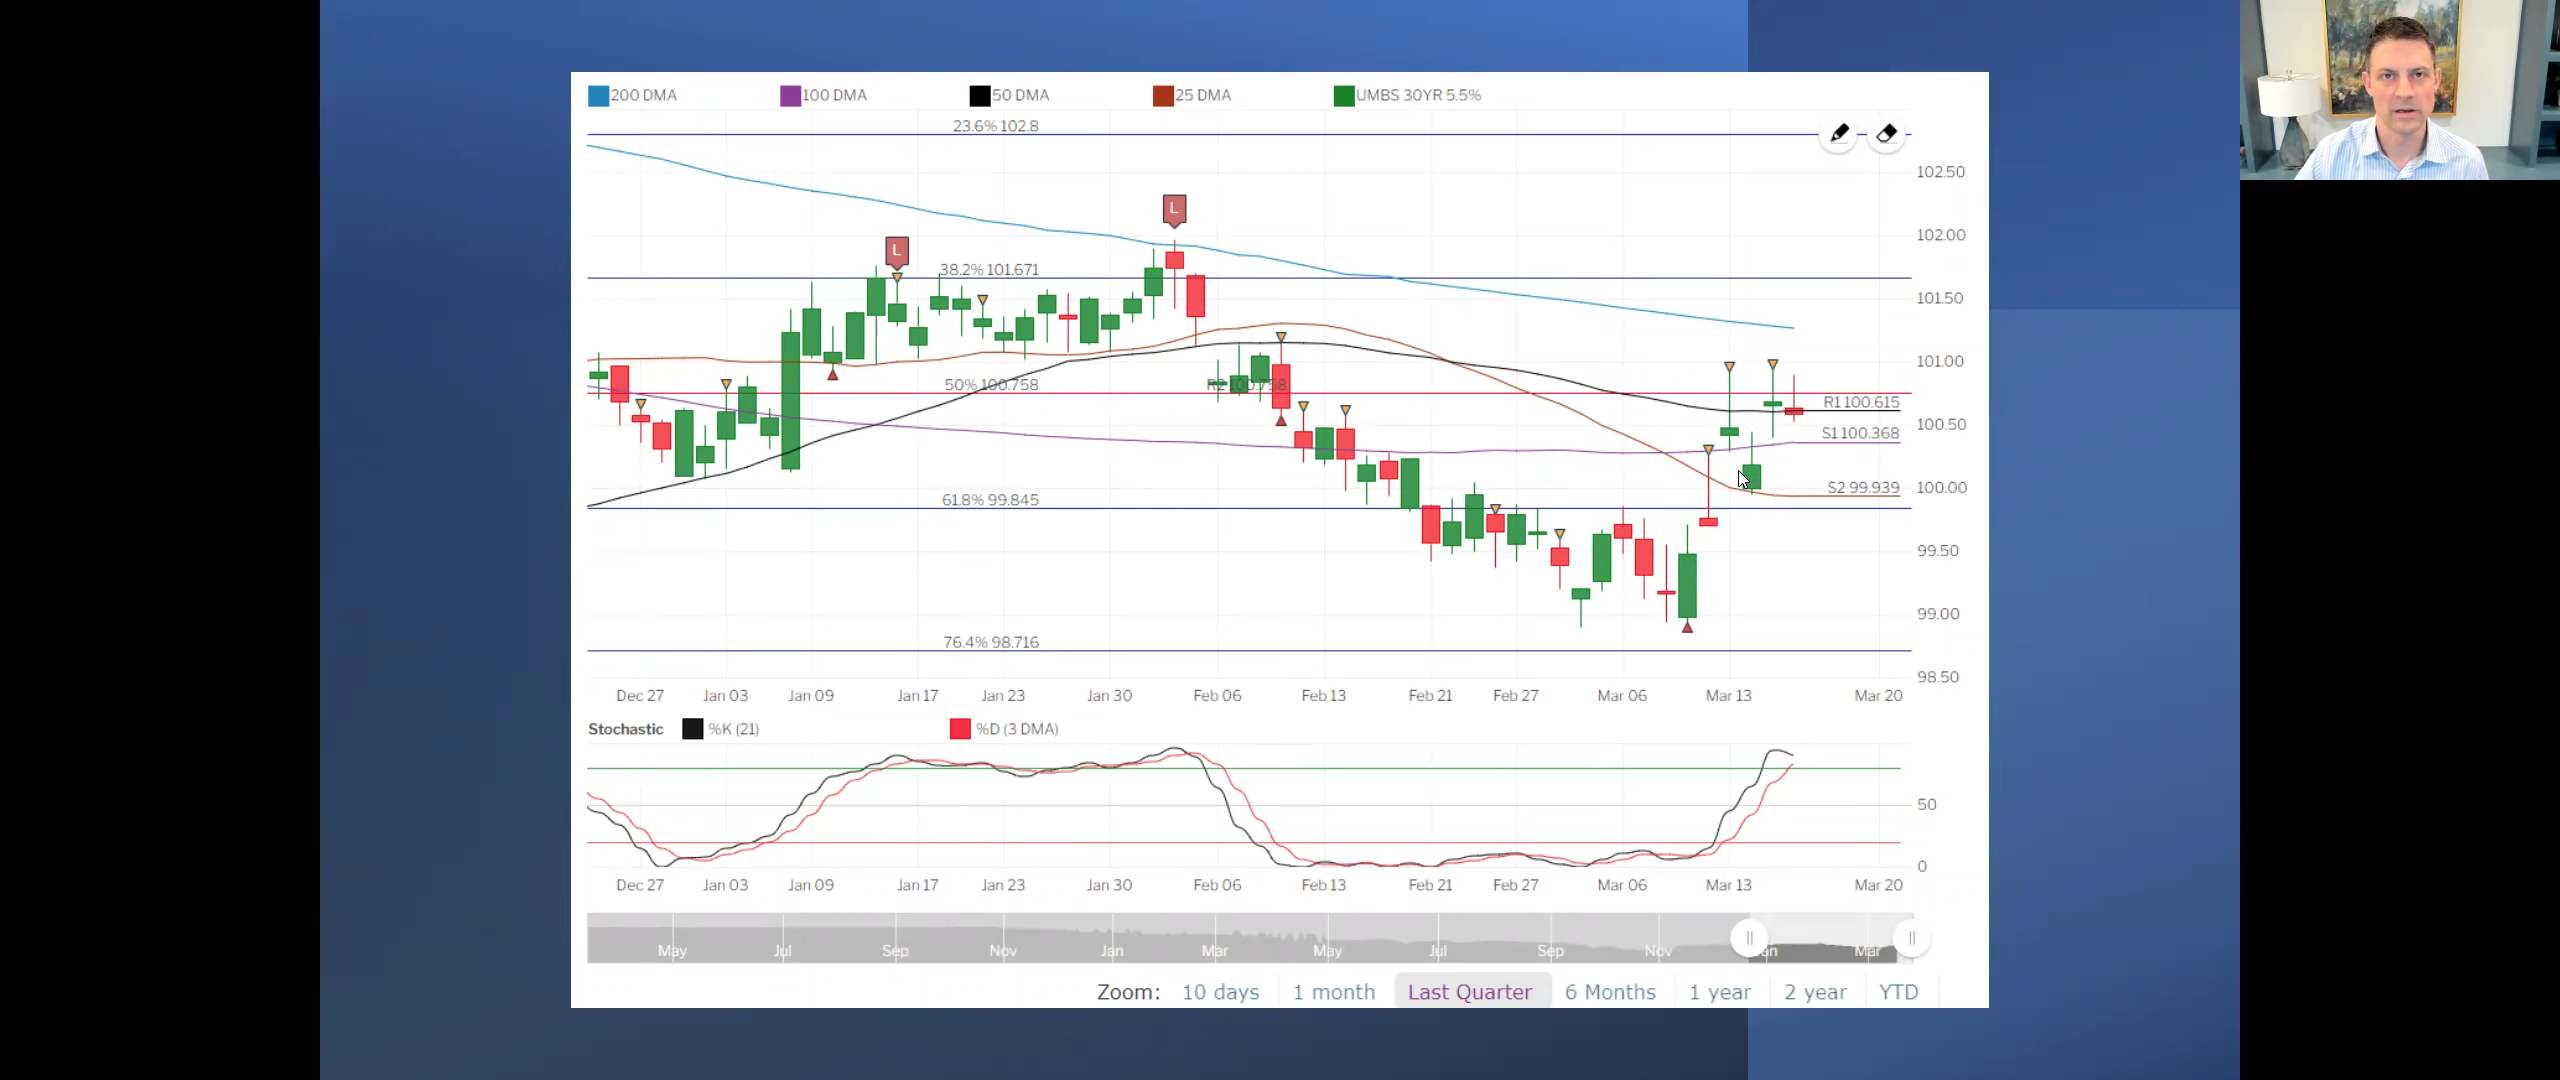 200 DMA 100 DMA 50 DMA 25 DMA UMBS 30YR 5.5%
23.6% 102.8
102.50
L
102.00
L
38.2% 101.671
101.50
101.00
50% 100.758 R2 100.758
R1 100.615
100.50
S1 100.368
100.00
S2 99.939
61.8% 99.845
99.50
99.00
76.4% 98.716
98.50
Dec 27 Jan 03 Jan 09 Jan 17 Jan 23 Jan 30 Feb 06 Feb 13 Feb 21 Feb 27 Mar 06 Mar 13 Mar 20
Stochastic %K (21) %D (3 DMA)
50
0
Dec 27 Jan 03 Jan 09 Jan 17 Jan 23 Jan 30 Feb 06 Feb 13 Feb 21 Feb 27 Mar 06 Mar 13 Mar 20
May Jul Sep Nov Jan Mar May Jul Sep Nov an Mar
Zoom: 10 days 1 month Last Quarter 6 Months 1 year 2 year YTD